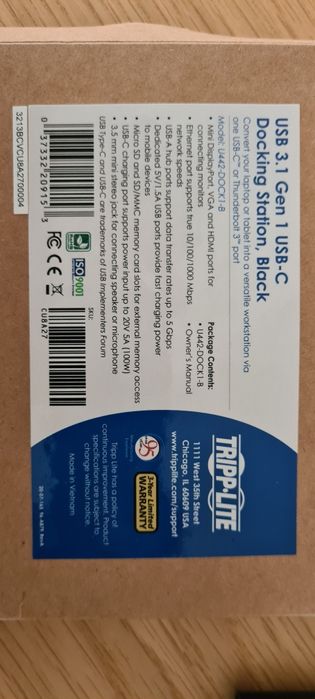 USB 3.1 Gen 1 USB-C
Docking Station, Black
Convert your laptop or tablet into a versatile workstation via
one USB-C™ or Thunderbolt 3™ port
Model: U442-DOCK1-B
• Mini DisplayPort, VGA and HDMI ports for
connecting monitors
• Ethernet port supports true 10/100/1000 Mbps
network speeds
• USB-A hub ports support data transfer rates up to 5 Gbps
• Dedicated 5V/1.5A USB ports provide fast charging power
to mobile devices
• Micro SD and SD/MMC memory card slots for external memory access
• USB-C charging port supports power input up to 20V/5A (100W)
• 3.5 mm mini stereo jack for connecting speaker or microphone
USB Type-C and USB-C are trademarks of USB Implementers Forum
Package Contents:
• U442-DOCK1-B
• Owner's Manual
0 37332 20915 3
ISO9001
FC CE
SKU:
CU8A27
3213BCVCU8A2700004
TRIPP·LITE
1111 West 35th Street
Chicago, IL 60609 USA
www.tripplite.com/support
95
3-Year Limited
WARRANTY
Tripp Lite has a policy of
continuous improvement. Product
specifications are subject to
change without notice.
Made in Vietnam